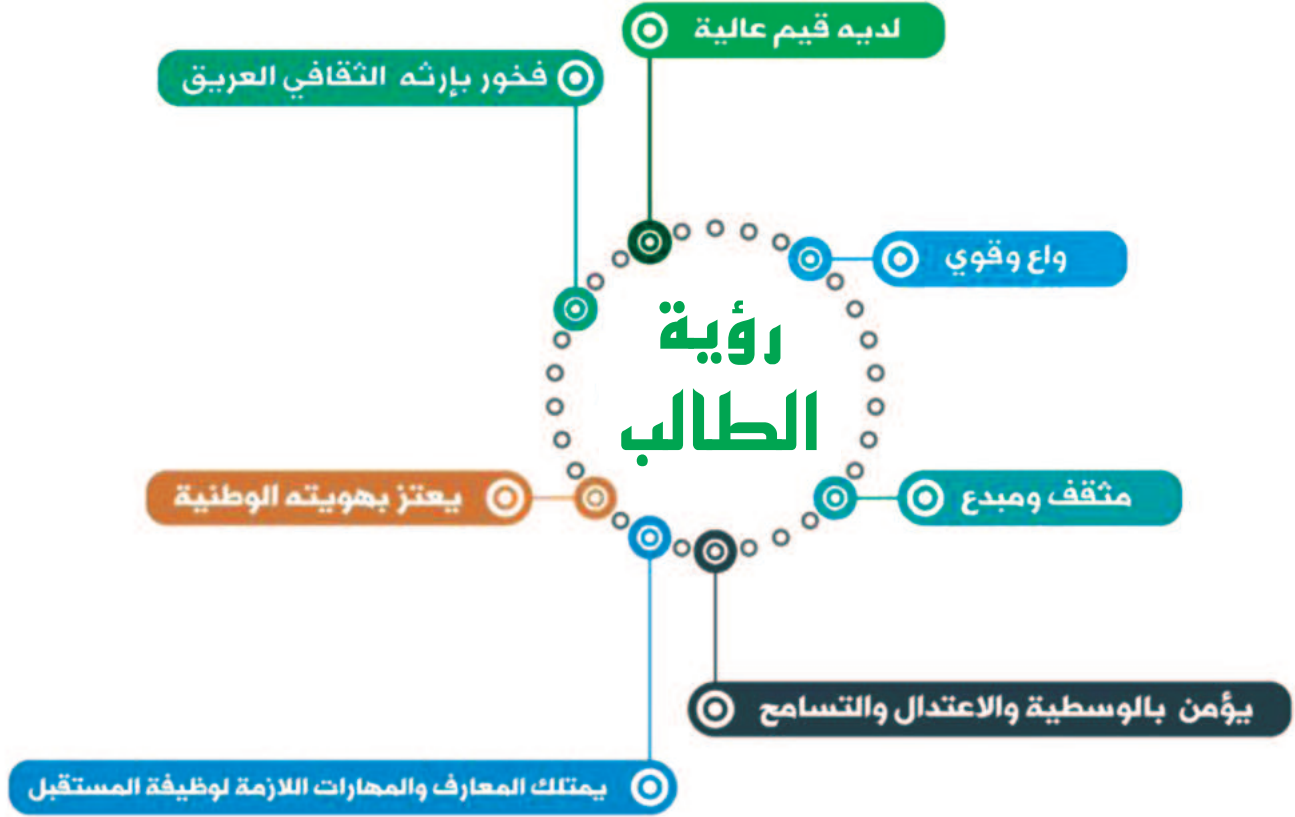 لديه قيم عالية
فخور بإرثه الثقافي العريق
واع وقوي
رؤية
الطالب
يعتز بهويته الوطنية
مثقف ومبدع
يؤمن بالوسطية والاعتدال والتسامح
يمتلك المعارف والمهارات اللازمة لوظيفة المستقبل